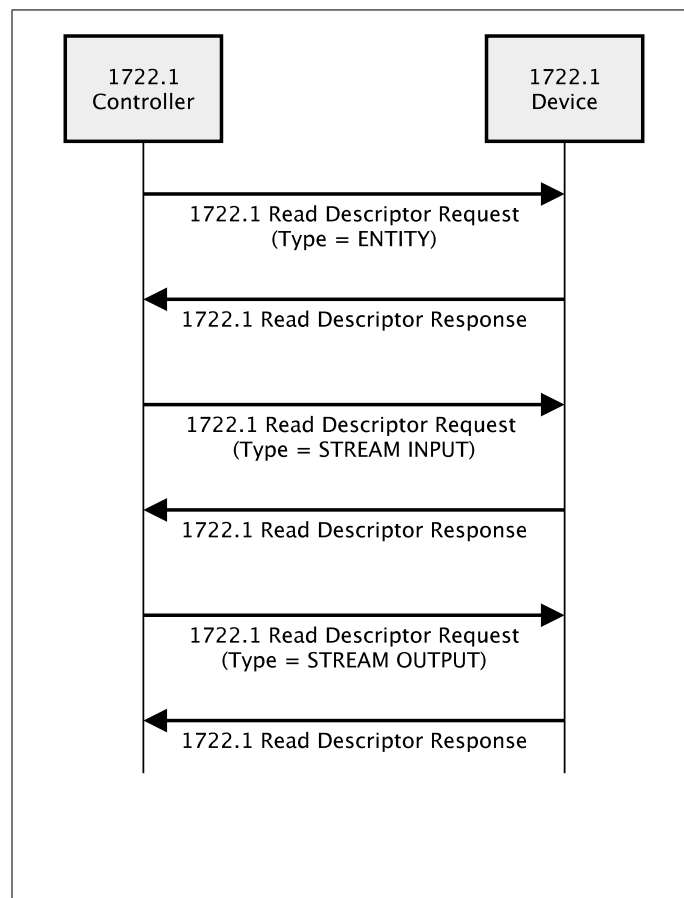 1722.1
Controller
1722.1
Device
1722.1 Read Descriptor Request
(Type = ENTITY)
1722.1 Read Descriptor Response
1722.1 Read Descriptor Request
(Type = STREAM INPUT)
1722.1 Read Descriptor Response
1722.1 Read Descriptor Request
(Type = STREAM OUTPUT)
1722.1 Read Descriptor Response